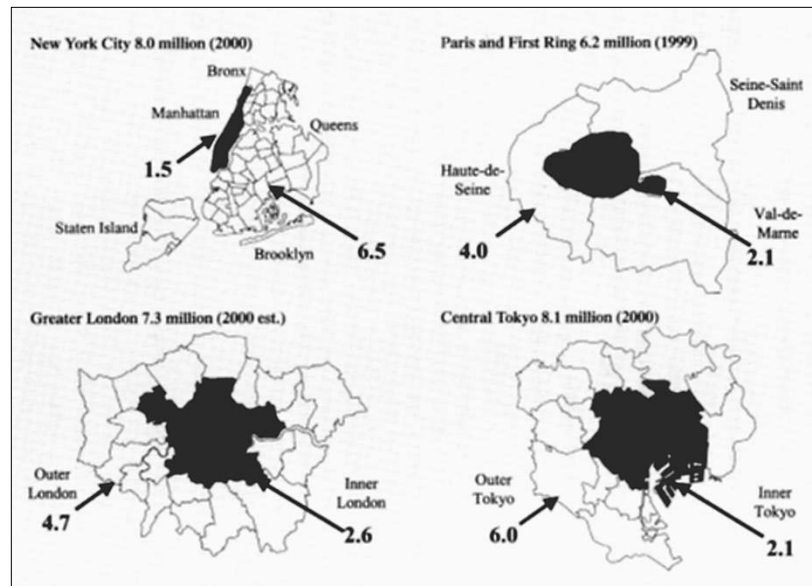 New York City 8.0 million (2000)
Bronx
Manhattan
Queens
1.5
Staten Island
Brooklyn
6.5
Paris and First Ring 6.2 million (1999)
Seine-Saint
Denis
Haute-de-
Seine
Val-de-
Marne
4.0
2.1
Greater London 7.3 million (2000 est.)
Outer
London
4.7
Inner
London
2.6
Central Tokyo 8.1 million (2000)
Outer
Tokyo
6.0
Inner
Tokyo
2.1